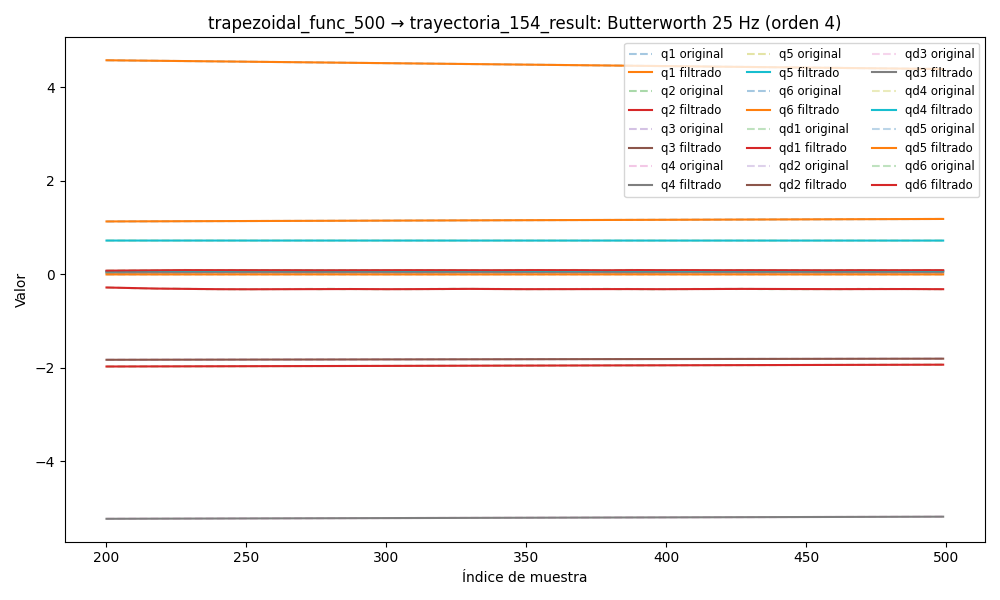 trapezoidal_func_500 → trayectoria_154_result: Butterworth 25 Hz (orden 4)
q1 original
q1 filtrado
q2 original
q2 filtrado
q3 original
q3 filtrado
q4 original
q4 filtrado
q5 original
q5 filtrado
q6 original
q6 filtrado
qd1 original
qd1 filtrado
qd2 original
qd2 filtrado
qd3 original
qd3 filtrado
qd4 original
qd4 filtrado
qd5 original
qd5 filtrado
qd6 original
qd6 filtrado
Valor
4
2
0
−2
−4
200
250
300
350
400
450
500
Índice de muestra